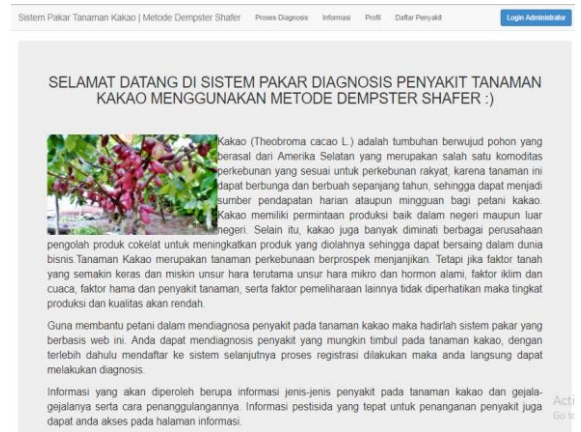 Sistem Pakar Tanaman Kakao | Metode Dempster Shafer Proses Diagnosis Informasi Profil Daftar Penyakit Login Administrator
SELAMAT DATANG DI SISTEM PAKAR DIAGNOSIS PENYAKIT TANAMAN
KAKAO MENGGUNAKAN METODE DEMPSTER SHAFER :)
Kakao (Theobroma cacao L.) adalah tumbuhan berwujud pohon yang
berasal dari Amerika Selatan yang merupakan salah satu komoditas
perkebunan yang sesuai untuk perkebunan rakyat, karena tanaman ini
dapat berbunga dan berbuah sepanjang tahun, sehingga dapat menjadi
sumber pendapatan harian ataupun mingguan bagi petani kakao.
Kakao memiliki permintaan produksi baik dalam negeri maupun luar
negeri. Selain itu, kakao juga banyak diminati berbagai perusahaan
pengolah produk cokelat untuk meningkatkan produk yang diolahnya sehingga dapat bersaing dalam dunia
bisnis.Tanaman Kakao merupakan tanaman perkebunaan berprospek menjanjikan. Tetapi jika faktor tanah
yang semakin keras dan miskin unsur hara terutama unsur hara mikro dan hormon alami, faktor iklim dan
cuaca, faktor hama dan penyakit tanaman, serta faktor pemeliharaan lainnya tidak diperhatikan maka tingkat
produksi dan kualitas akan rendah.
Guna membantu petani dalam mendiagnosa penyakit pada tanaman kakao maka hadirlah sistem pakar yang
berbasis web ini. Anda dapat mendiagnosis penyakit yang mungkin timbul pada tanaman kakao, dengan
terlebih dahulu mendaftar ke sistem selanjutnya proses registrasi dilakukan maka anda langsung dapat
melakukan diagnosis.
Informasi yang akan diperoleh berupa informasi jenis-jenis penyakit pada tanaman kakao dan gejala-
gejalanya serta cara penanggulangannya. Informasi pestisida yang tepat untuk penanganan penyakit juga
dapat anda akses pada halaman informasi.
Acti
Go to